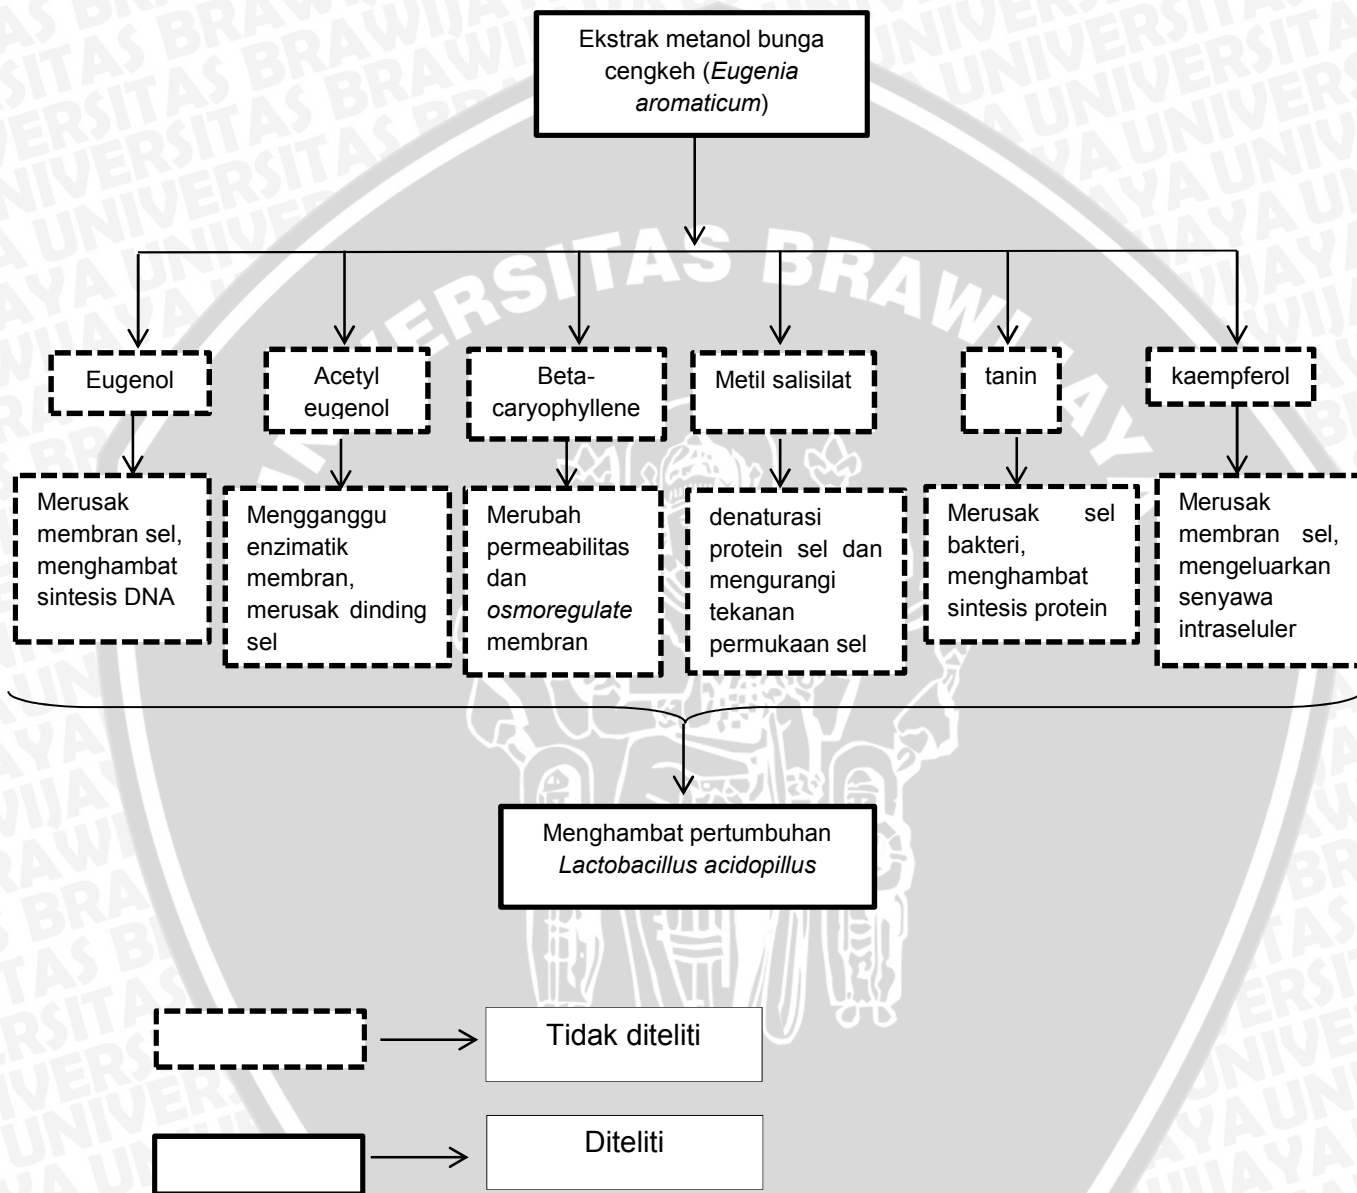 Ekstrak metanol bunga
cengkeh (Eugenia
aromaticum)
UNIVERSITAS BRAWIJAYA
Eugenol
Acetyl
eugenol
Beta-
caryophyllene
Metil salisilat
tanin
kaempferol
Merusak
membran sel,
menghambat
sintesis DNA
Mengganggu
enzimatik
membran,
merusak dinding
sel
Merubah
permeabilitas
dan
osmoregulate
membran
denaturasi
protein sel dan
mengurangi
tekanan
permukaan sel
Merusak sel
bakteri,
menghambat
sintesis protein
Merusak
membran sel,
mengeluarkan
senyawa
intraseluler
Menghambat pertumbuhan
Lactobacillus acidopillus
Tidak diteliti
Diteliti